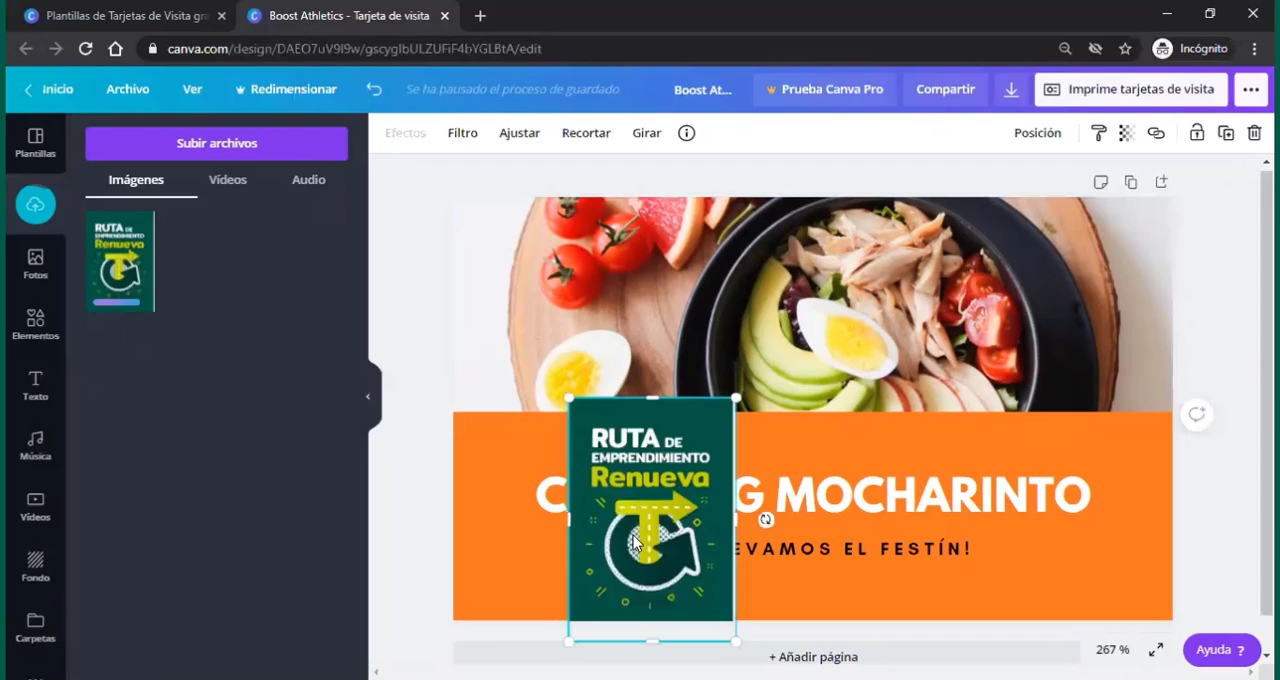 Plantillas de Tarjetas de Visita gra
Boost Athletics - Tarjeta de visita
canva.com/design/DAEO7uV9l9w/gscyglbULZUFiF4bYGLBtA/edit
Incógnito
Inicio
Archivo
Ver
Redimensionar
Se ha pausado el proceso de guardado
Boost At...
Prueba Canva Pro
Compartir
Imprime tarjetas de visita
Plantillas
Subir archivos
Efectos
Filtro
Ajustar
Recortar
Girar
Posición
Imágenes
Vídeos
Audio
RUTA DE
EMPRENDIMIENTO
Renueva
Fotos
Elementos
Texto
Música
Vídeos
Fondo
Carpetas
RUTA DE
EMPRENDIMIENTO
Renueva
C G MOCHARINTO
EVAMOS EL FESTÍN!
+ Añadir página
267 %
Ayuda ?